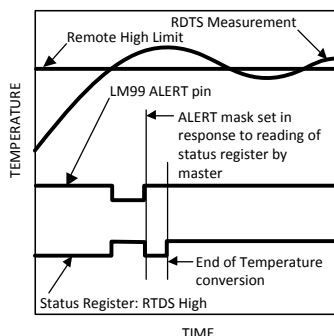 RDTS Measurement
Remote High Limit
LM99 ALERT pin
ALERT mask set in
response to reading of
status register by
master
End of Temperature
conversion
Status Register: RTDS High
TEMPERATURE
TIME